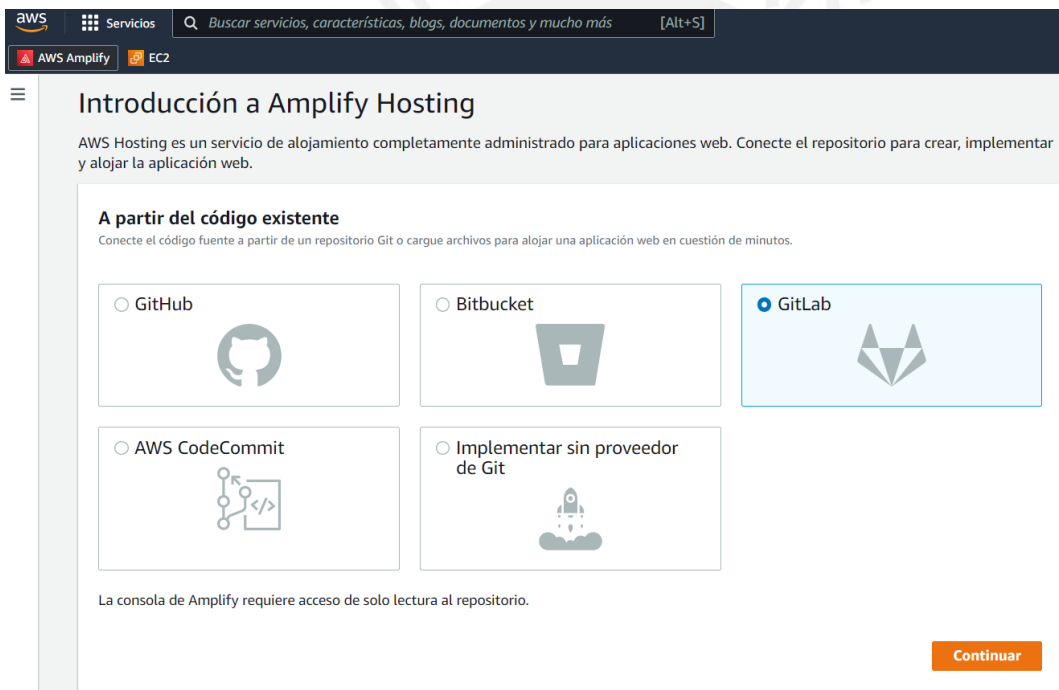 aws
Servicios
Buscar servicios, características, blogs, documentos y mucho más
[Alt+S]
AWS Amplify
EC2
Introducción a Amplify Hosting
AWS Hosting es un servicio de alojamiento completamente administrado para aplicaciones web. Conecte el repositorio para crear, implementar
y alojar la aplicación web.
A partir del código existente
Conecte el código fuente a partir de un repositorio Git o cargue archivos para alojar una aplicación web en cuestión de minutos.
GitHub
Bitbucket
GitLab
AWS CodeCommit
</>
Implementar sin proveedor
de Git
La consola de Amplify requiere acceso de solo lectura al repositorio.
Continuar